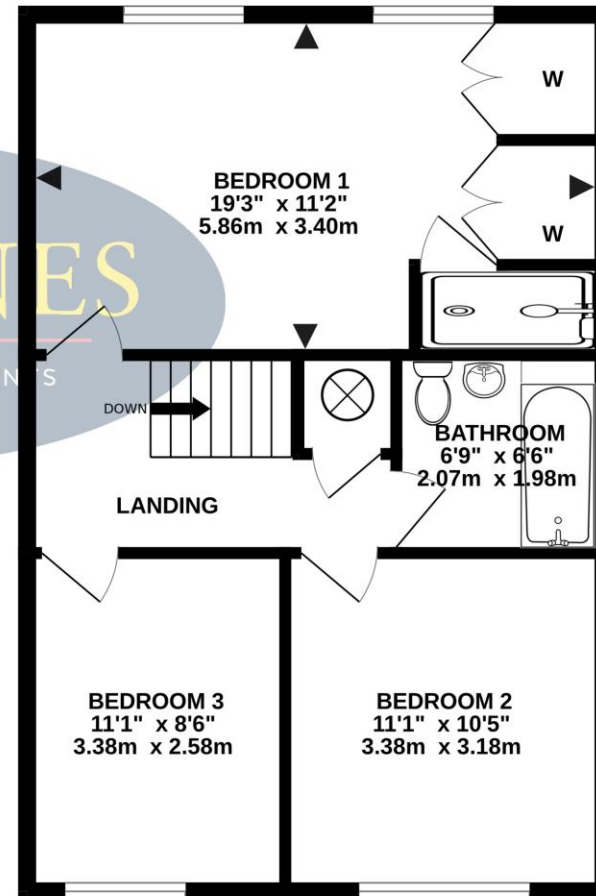 W
BEDROOM 1
19'3" x 11'2"
5.86m x 3.40m
W
DOWN
BATHROOM
6'9" x 6'6"
2.07m x 1.98m
LANDING
BEDROOM 3
11'1" x 8'6"
3.38m x 2.58m
BEDROOM 2
11'1" x 10'5"
3.38m x 3.18m